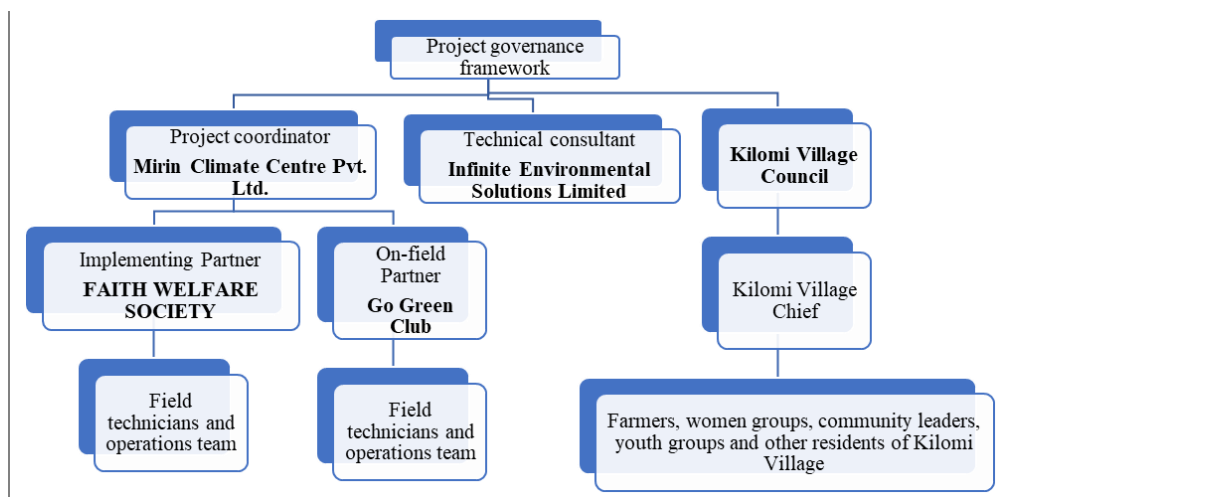 Project governance
framework
Project coordinator
Mirin Climate Centre Pvt.
Ltd.
Technical consultant
Infinite Environmental
Solutions Limited
Kilomi Village
Council
Implementing Partner
FAITH WELFARE
SOCIETY
On-field
Partner
Go Green
Club
Kilomi Village
Chief
Field
technicians and
operations team
Field
technicians and
operations team
Farmers, women groups, community leaders,
youth groups and other residents of Kilomi
Village